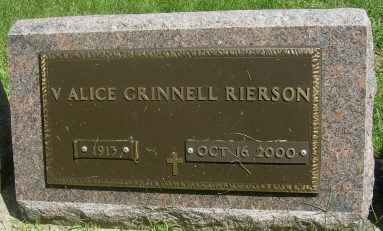 V ALICE GRINNELL RIERSON
1913 OCT 16 2000